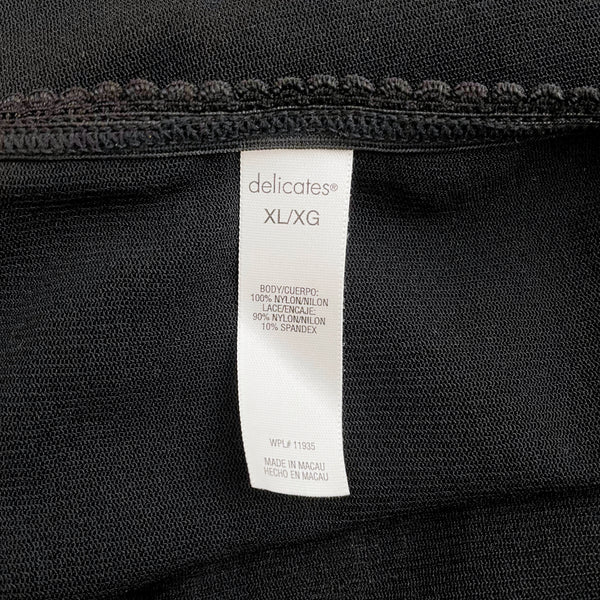 delicates®
XL/XG
BODY/CUERPO:
100% NYLON/NILON
LACE/ENCAJE:
90% NYLON/NILON
10% SPANDEX
WPL# 11935
MADE IN MACAU
HECHO EN MACAU